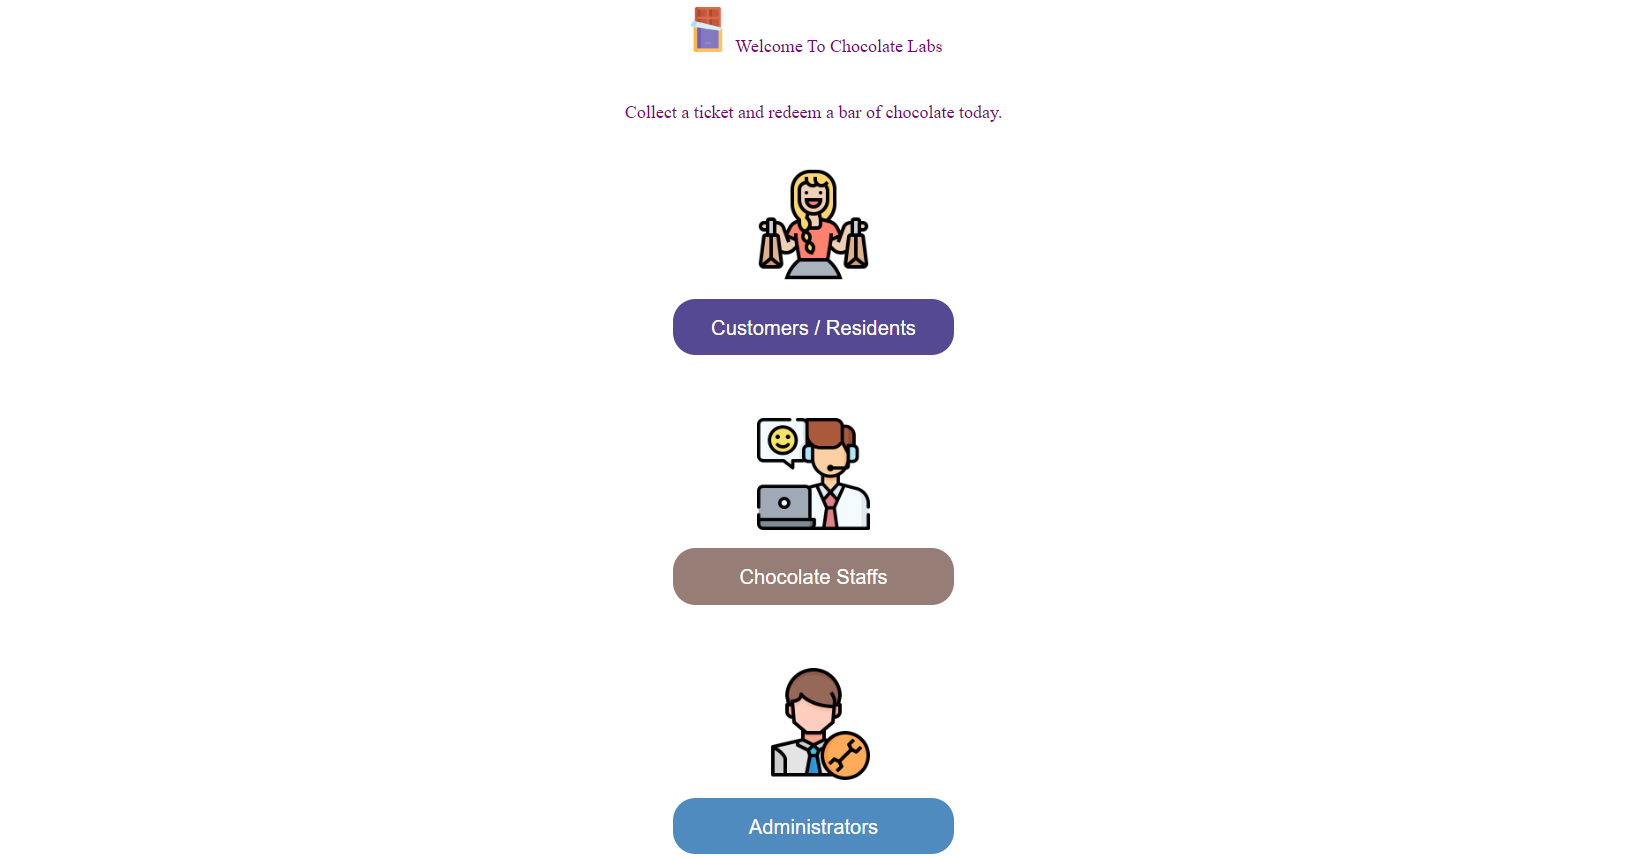 Welcome To Chocolate Labs
Collect a ticket and redeem a bar of chocolate today.
Customers / Residents
Chocolate Staffs
Administrators